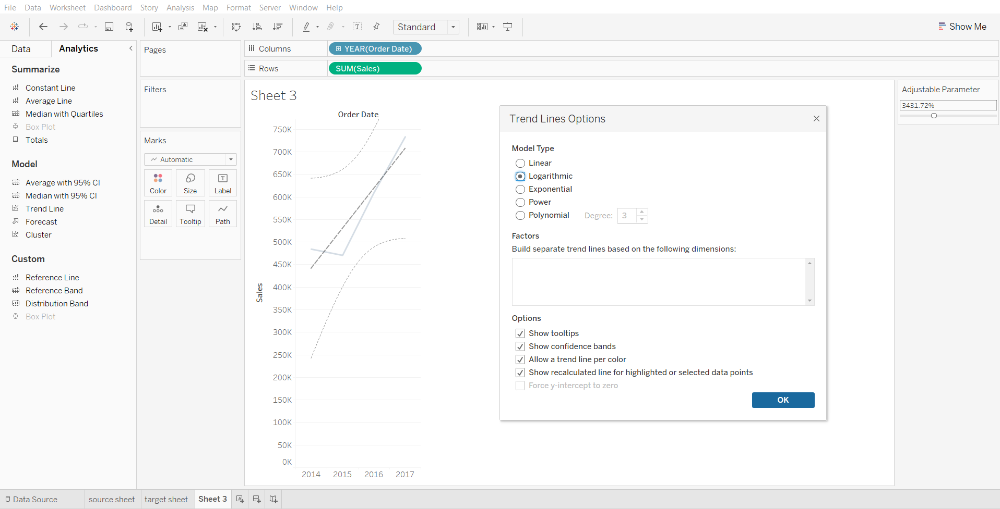 File Data Worksheet Dashboard Story Analysis Map Format Server Window Help
Standard
Show Me
Data Analytics
Summarize
Constant Line
Average Line
Median with Quartiles
Box Plot
Totals
Model
Average with 95% CI
Median with 95% CI
Trend Line
Forecast
Cluster
Custom
Reference Line
Reference Band
Distribution Band
Box Plot
Pages
Filters
Marks
Automatic
Color Size Label
Detail Tooltip Path
Columns YEAR(Order Date)
Rows SUM(Sales)
Sheet 3
Order Date
750K
700K
650K
600K
550K
500K
450K
400K
350K
300K
250K
200K
150K
100K
50K
0K
Sales
2014 2015 2016 2017
Trend Lines Options
Model Type
Linear
Logarithmic
Exponential
Power
Polynomial Degree: 3
Factors
Build separate trend lines based on the following dimensions:
Options
Show tooltips
Show confidence bands
Allow a trend line per color
Show recalculated line for highlighted or selected data points
Force y-intercept to zero
OK
Adjustable Parameter
3431.72%
Data Source source sheet target sheet Sheet 3